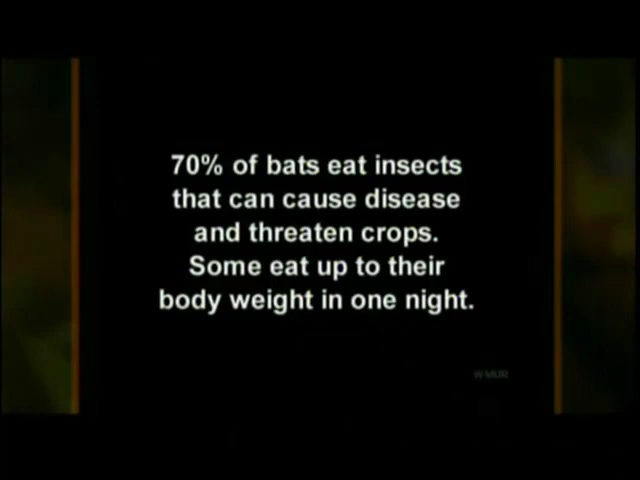 70% of bats eat insects
that can cause disease
and threaten crops.
Some eat up to their
body weight in one night.
WMUR